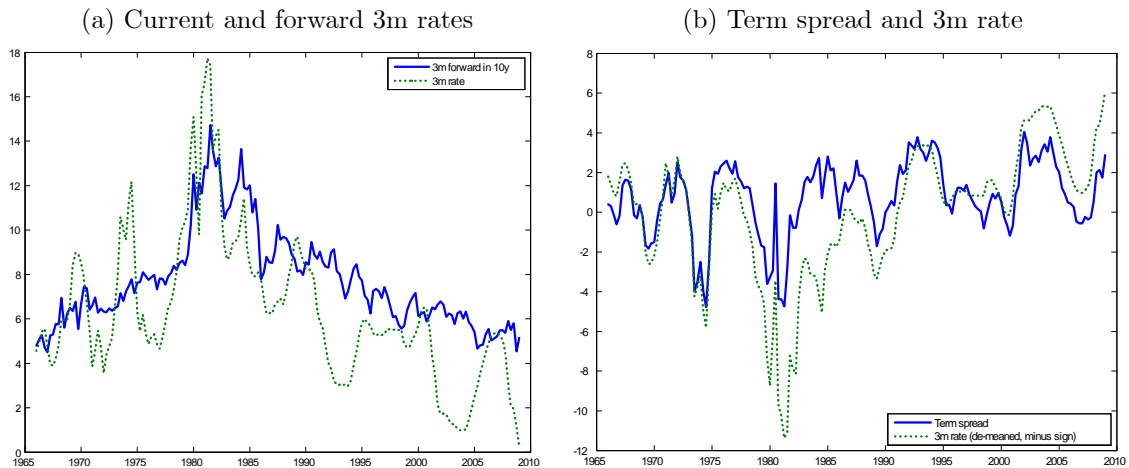 (a) Current and forward 3m rates
18
16
14
12
10
8
6
4
2
0
3m forward in 10y
3m rate
1965 1970 1975 1980 1985 1990 1995 2000 2005 2010
(b) Term spread and 3m rate
8
6
4
2
0
-2
-4
-6
-8
-10
-12
Term spread
3m rate (de-meaned, minus sign)
1965 1970 1975 1980 1985 1990 1995 2000 2005 2010